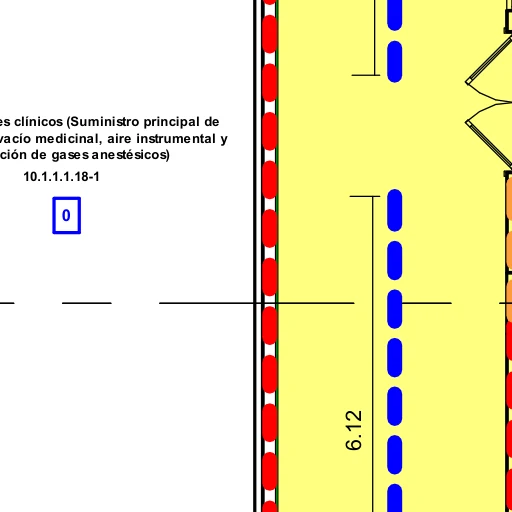 es clínicos (Suministro principal de
vacío medicinal, aire instrumental y
ción de gases anestésicos)
10.1.1.1.18-1
0
6.12